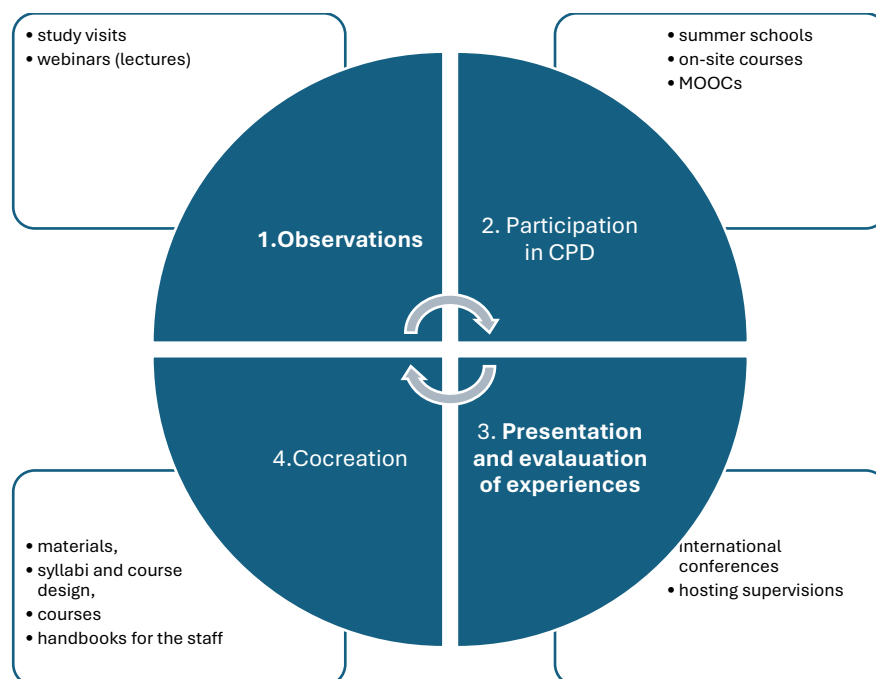 • study visits
• webinars (lectures)
• summer schools
• on-site courses
• MOOCs
1.Observations
2. Participation
in CPD
4.Cocreation
3. Presentation
and evalauation
of experiences
• materials,
• syllabi and course
design,
• courses
• handbooks for the staff
international
conferences
• hosting supervisions